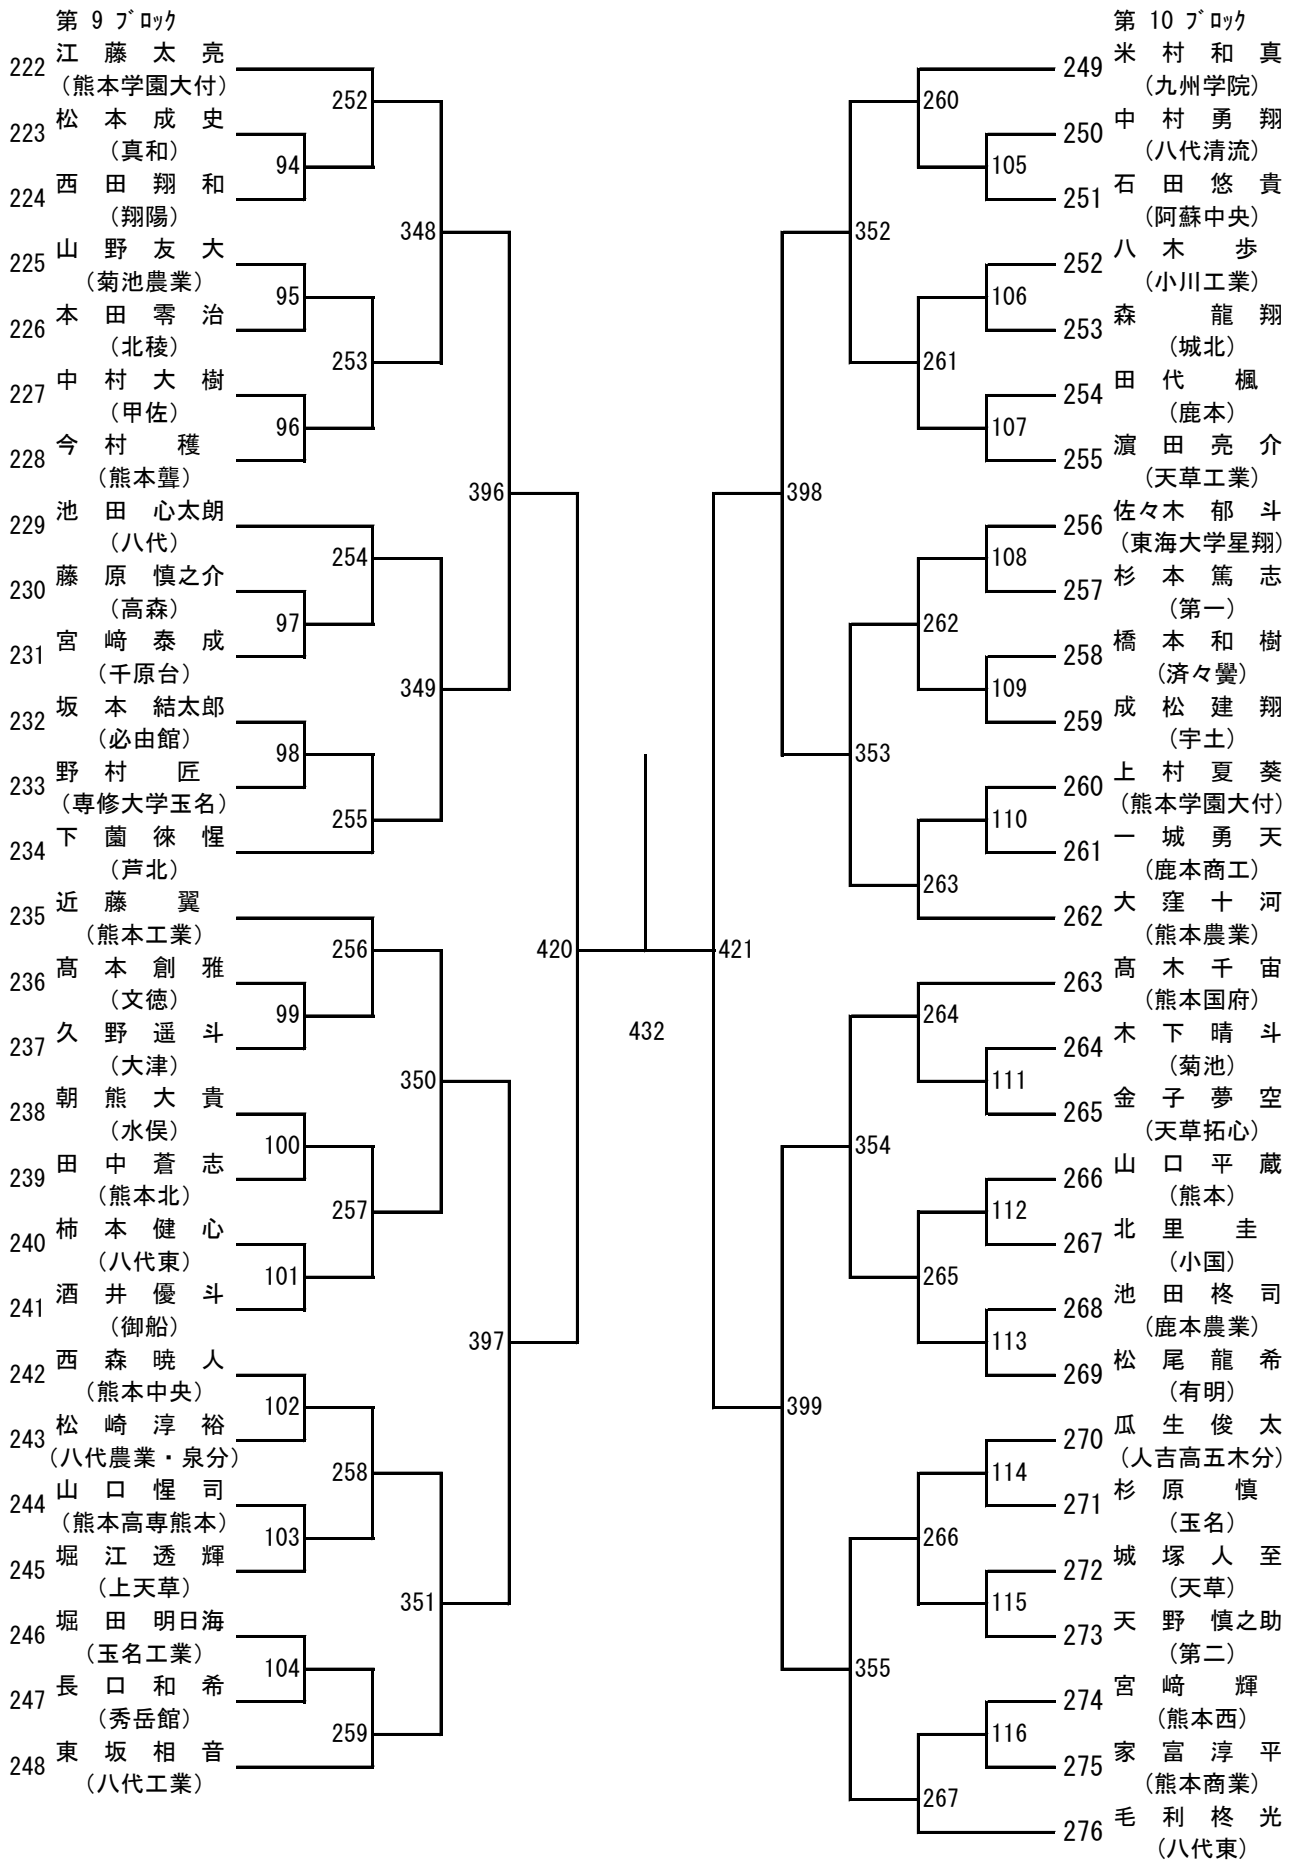 第 9 ブロック
222 江 藤 太 亮
(熊本学園大付)
223 松 本 成 史
(真和)
224 西 田 翔 和
(翔陽)
225 山 野 友 大
(菊池農業)
226 本 田 零 治
(北稜)
227 中 村 大 樹
(甲佐)
228 今 村 穫
(熊本聾)
229 池 田 心太朗
(八代)
230 藤 原 慎之介
(高森)
231 宮 﨑 泰 成
(千原台)
232 坂 本 結太郎
(必由館)
233 野 村 匠
(専修大学玉名)
234 下 薗 徠 惺
(芦北)
235 近 藤 翼
(熊本工業)
236 髙 本 創 雅
(文徳)
237 久 野 遥 斗
(大津)
238 朝 熊 大 貴
(水俣)
239 田 中 蒼 志
(熊本北)
240 柿 本 健 心
(八代東)
241 酒 井 優 斗
(御船)
242 西 森 暁 人
(熊本中央)
243 松 崎 淳 裕
(八代農業・泉分)
244 山 口 惺 司
(熊本高専熊本)
245 堀 江 透 輝
(上天草)
246 堀 田 明日海
(玉名工業)
247 長 口 和 希
(秀岳館)
248 東 坂 相 音
(八代工業)
94
95
96
97
98
99
100
101
102
103
104
252
253
254
255
256
257
258
259
348
349
350
351
396
397
420
432
421
398
399
352
353
354
355
260
261
262
263
264
265
266
267
105
106
107
108
109
110
111
112
113
114
115
116
第 10 ブロック
249 米 村 和 真
(九州学院)
250 中 村 勇 翔
(八代清流)
251 石 田 悠 貴
(阿蘇中央)
252 八 木 歩
(小川工業)
253 森 龍 翔
(城北)
254 田 代 楓
(鹿本)
255 濵 田 亮 介
(天草工業)
256 佐々木 郁 斗
(東海大学星翔)
257 杉 本 篤 志
(第一)
258 橋 本 和 樹
(済々黌)
259 成 松 建 翔
(宇土)
260 上 村 夏 葵
(熊本学園大付)
261 一 城 勇 天
(鹿本商工)
262 大 窪 十 河
(熊本農業)
263 髙 木 千 宙
(熊本国府)
264 木 下 晴 斗
(菊池)
265 金 子 夢 空
(天草拓心)
266 山 口 平 蔵
(熊本)
267 北 里 圭
(小国)
268 池 田 柊 司
(鹿本農業)
269 松 尾 龍 希
(有明)
270 瓜 生 俊 太
(人吉高五木分)
271 杉 原 慎
(玉名)
272 城 塚 人 至
(天草)
273 天 野 慎之助
(第二)
274 宮 﨑 輝
(熊本西)
275 家 富 淳 平
(熊本商業)
276 毛 利 柊 光
(八代東)